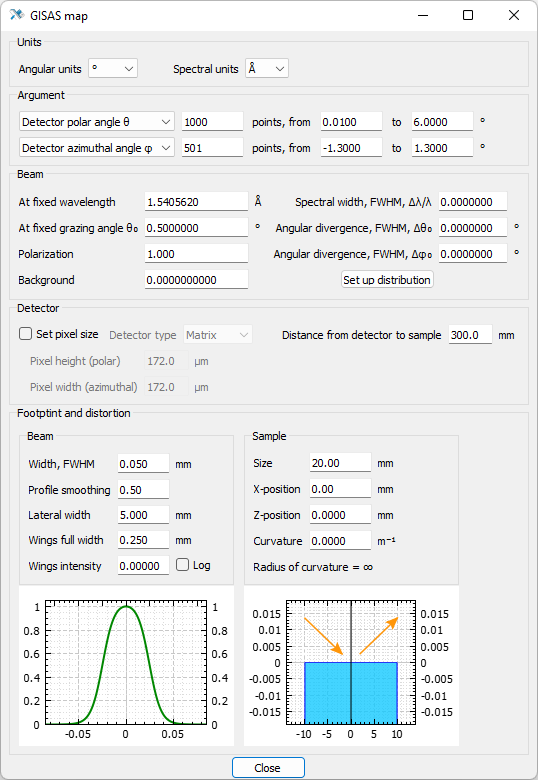 GISAS map
Units
Angular units ° Spectral units Å
Argument
Detector polar angle θ 1000 points, from 0.0100 to 6.0000 °
Detector azimuthal angle φ 501 points, from -1.3000 to 1.3000 °
Beam
At fixed wavelength 1.5405620 Å Spectral width, FWHM, Δλ/λ 0.0000000
At fixed grazing angle θ₀ 0.5000000 ° Angular divergence, FWHM, Δθ₀ 0.0000000 °
Polarization 1.000 Angular divergence, FWHM, Δφ₀ 0.0000000 °
Background 0.0000000000 Set up distribution
Detector
Set pixel size Detector type Matrix Distance from detector to sample 300.0 mm
Pixel height (polar) 172.0 µm
Pixel width (azimuthal) 172.0 µm
Footptint and distortion
Beam
Width, FWHM 0.050 mm
Profile smoothing 0.50
Lateral width 5.000 mm
Wings full width 0.250 mm
Wings intensity 0.00000 Log
1 1
0.8 0.8
0.6 0.6
0.4 0.4
0.2 0.2
0 0
-0.05 0 0.05
Sample
Size 20.00 mm
X-position 0.00 mm
Z-position 0.0000 mm
Curvature 0.0000 m⁻¹
Radius of curvature = ∞
0.015 0.015
0.01 0.01
0.005 0.005
0 0
-0.005 -0.005
-0.01 -0.01
-0.015 -0.015
-10 -5 0 5 10
Close